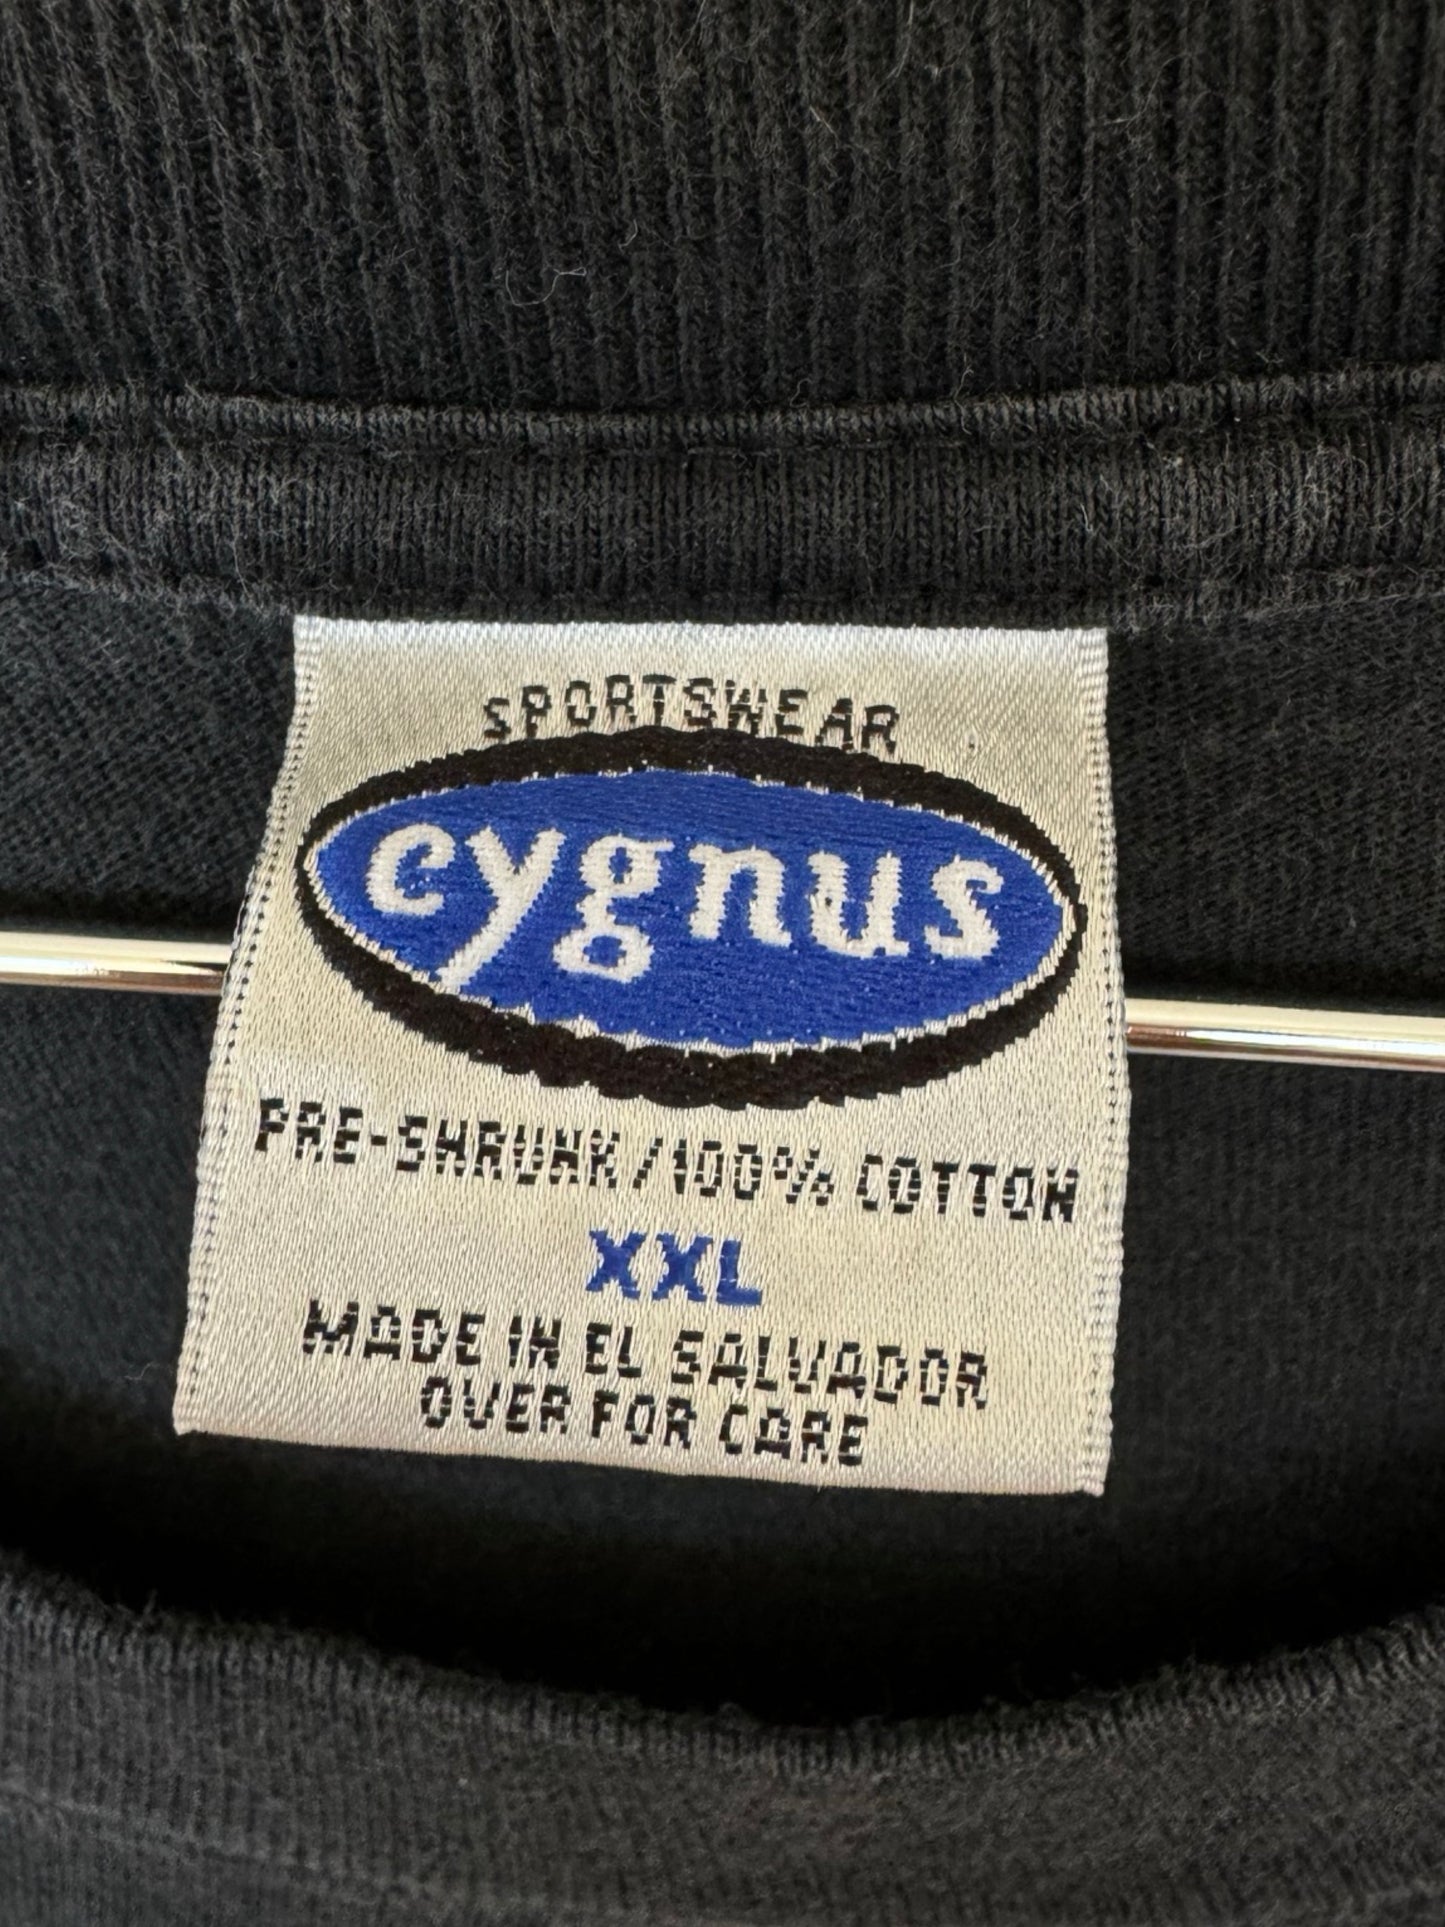 SPORTSWEAR
cygnus
PRE-SHRUNK/100% COTTON
XXL
MADE IN EL SALVADOR
OVER FOR CARE